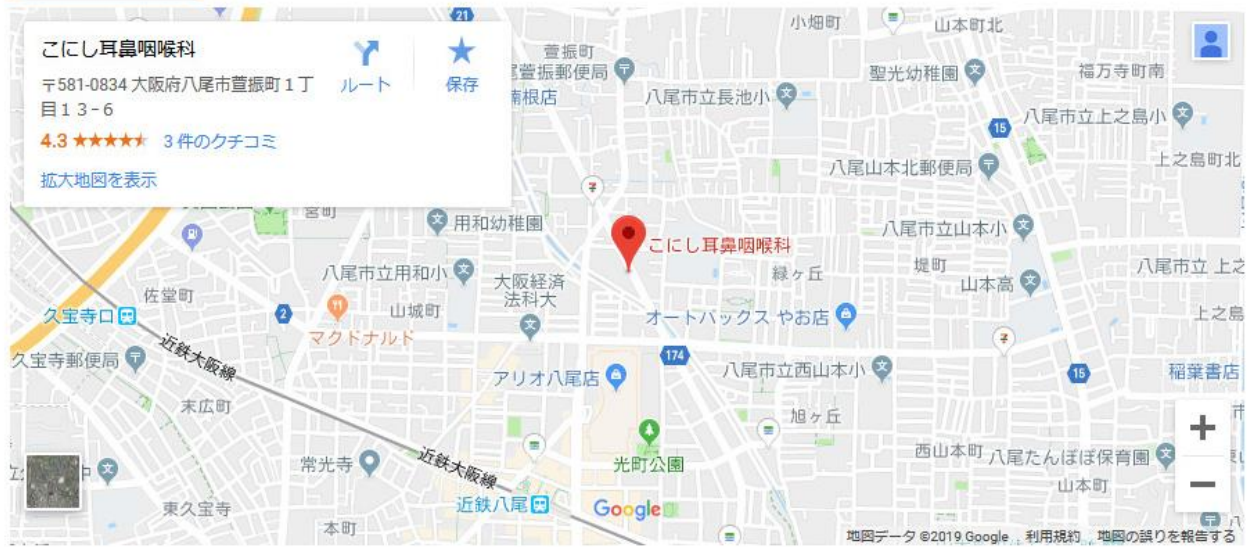 こにし耳鼻咽喉科
〒581-0834 大阪府八尾市萱振町1丁
目13-6
ルート
保存
4.3
3 件のクチコミ
拡大地図を表示
21
小畑町
山本町北
萱振町
尾萱振郵便局
南根店
八尾市立長池小
聖光幼稚園
福万寺町南
15
八尾市立上之島小
八尾山本北郵便局
上之島町北
宮町
用和幼稚園
こにし耳鼻咽喉科
八尾市立山本小
八尾市立用和小
大阪経済
法科大
緑ヶ丘
堤町
山本高
八尾市立 上之
佐堂町
久宝寺口
2
山城町
マクドナルド
オートバックス やお店
上之島
久宝寺郵便局
近鉄大阪線
174
アリオ八尾店
八尾市立西山本小
15
稲葉書店
末広町
旭ヶ丘
常光寺
近鉄大阪線
光町公園
西山本町
八尾たんぽぽ保育園
山本町
東久宝寺
近鉄八尾
Google
本町
地図データ ©2019 Google
利用規約
地図の誤りを報告する